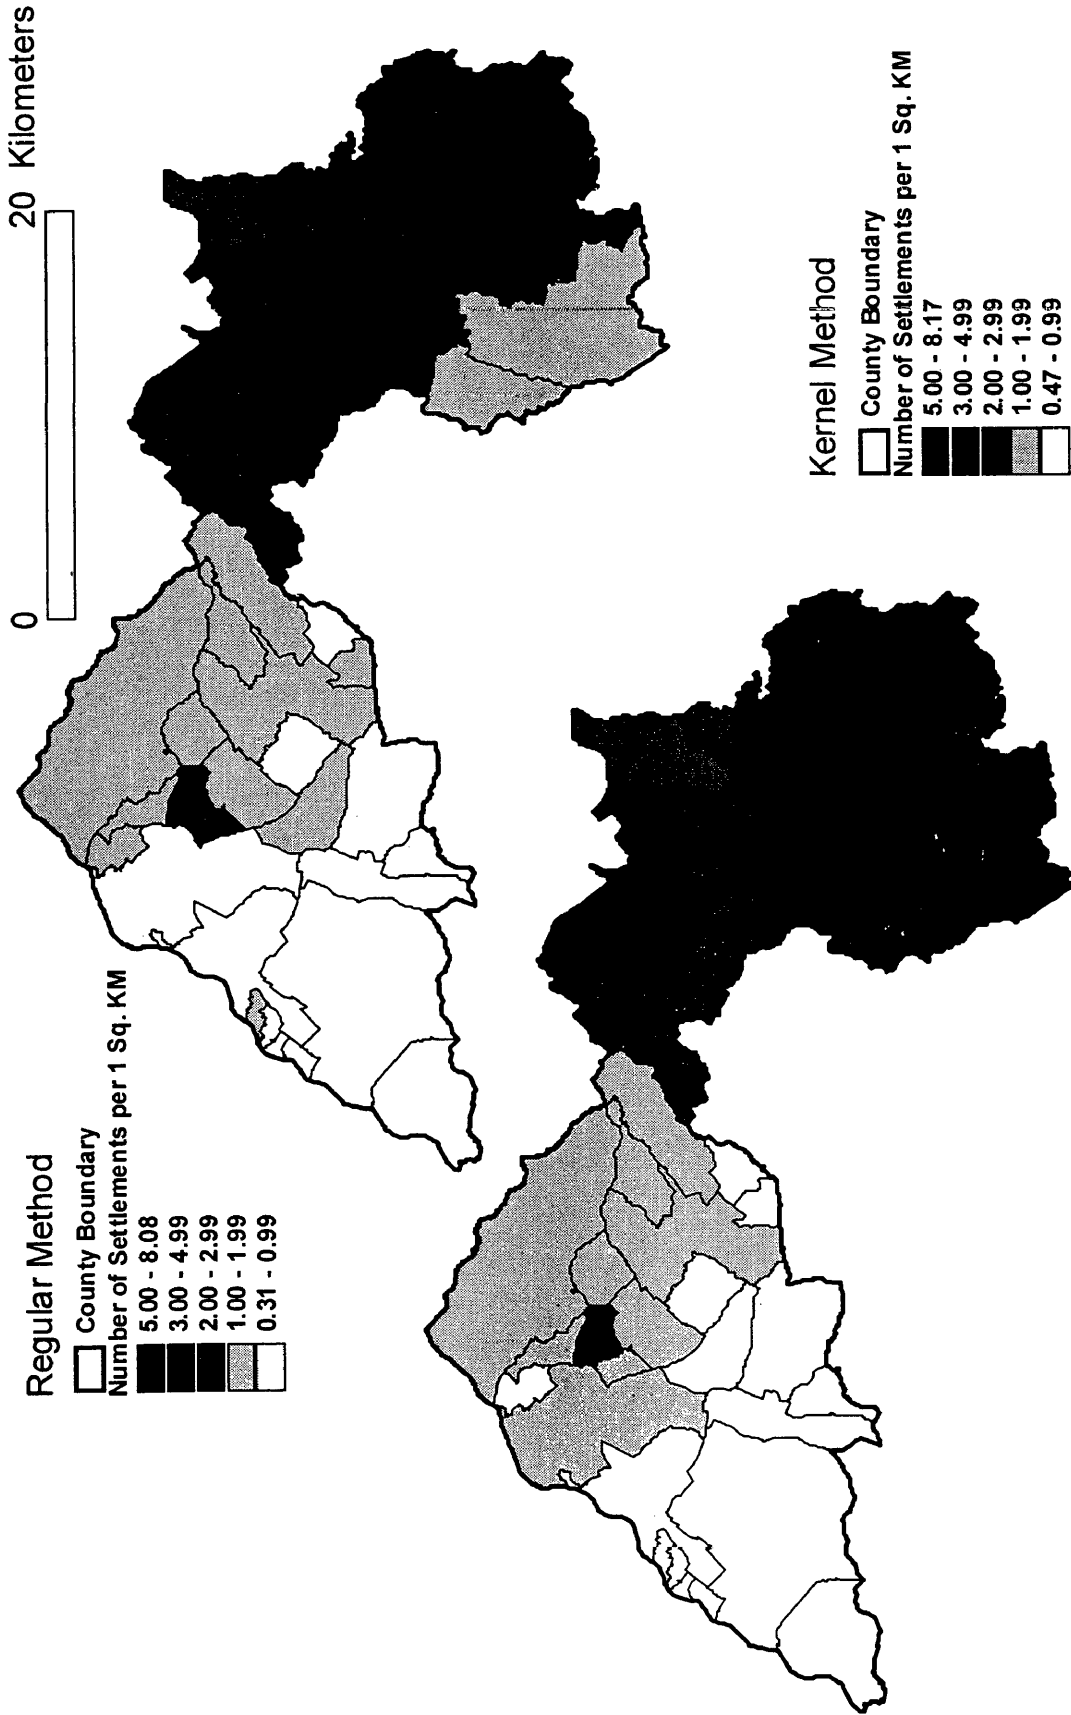 0 20 Kilometers
Regular Method
County Boundary
Number of Settlements per 1 Sq. KM
5.00 - 8.08
3.00 - 4.99
2.00 - 2.99
1.00 - 1.99
0.31 - 0.99
Kernel Method
County Boundary
Number of Settlements per 1 Sq. KM
5.00 - 8.17
3.00 - 4.99
2.00 - 2.99
1.00 - 1.99
0.47 - 0.99